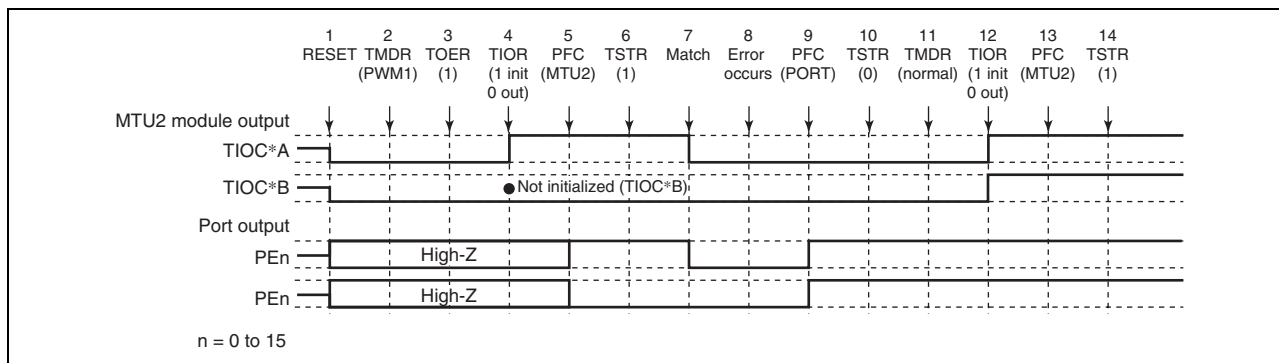 1 2 3 4 5 6 7 8 9 10 11 12 13 14
RESET TMDR TOER TIOR PFC TSTR Match Error PFC TSTR TMDR TIOR PFC TSTR
(PWM1) (1) (1 init (MTU2) (1) occurs (PORT) (0) (normal) (1 init (MTU2) (1)
0 out) 0 out)
MTU2 module output
TIOC*A
TIOC*B ● Not initialized (TIOC*B)
Port output
PEn High-Z
PEn High-Z
n = 0 to 15